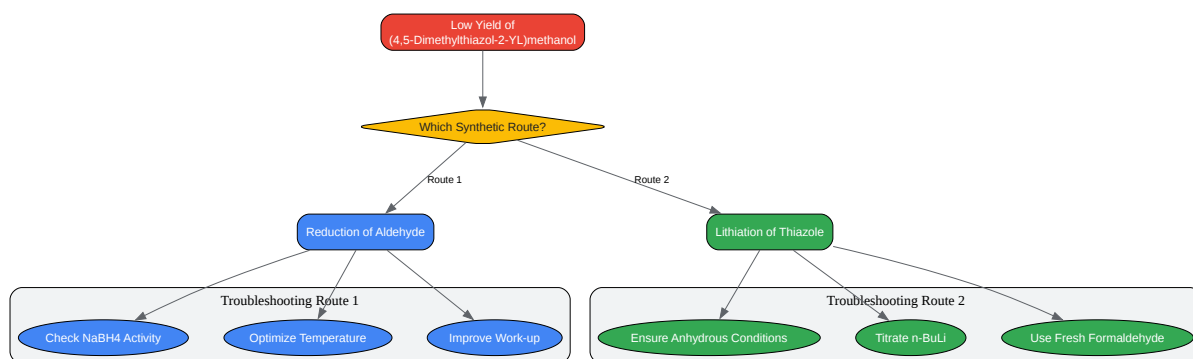 Low Yield of
(4,5-Dimethylthiazol-2-YL)methanol
Which Synthetic Route?
Route 1
Route 2
Reduction of Aldehyde
Lithiation of Thiazole
Troubleshooting Route 1
Troubleshooting Route 2
Check NaBH4 Activity
Optimize Temperature
Improve Work-up
Ensure Anhydrous Conditions
Titrate n-BuLi
Use Fresh Formaldehyde